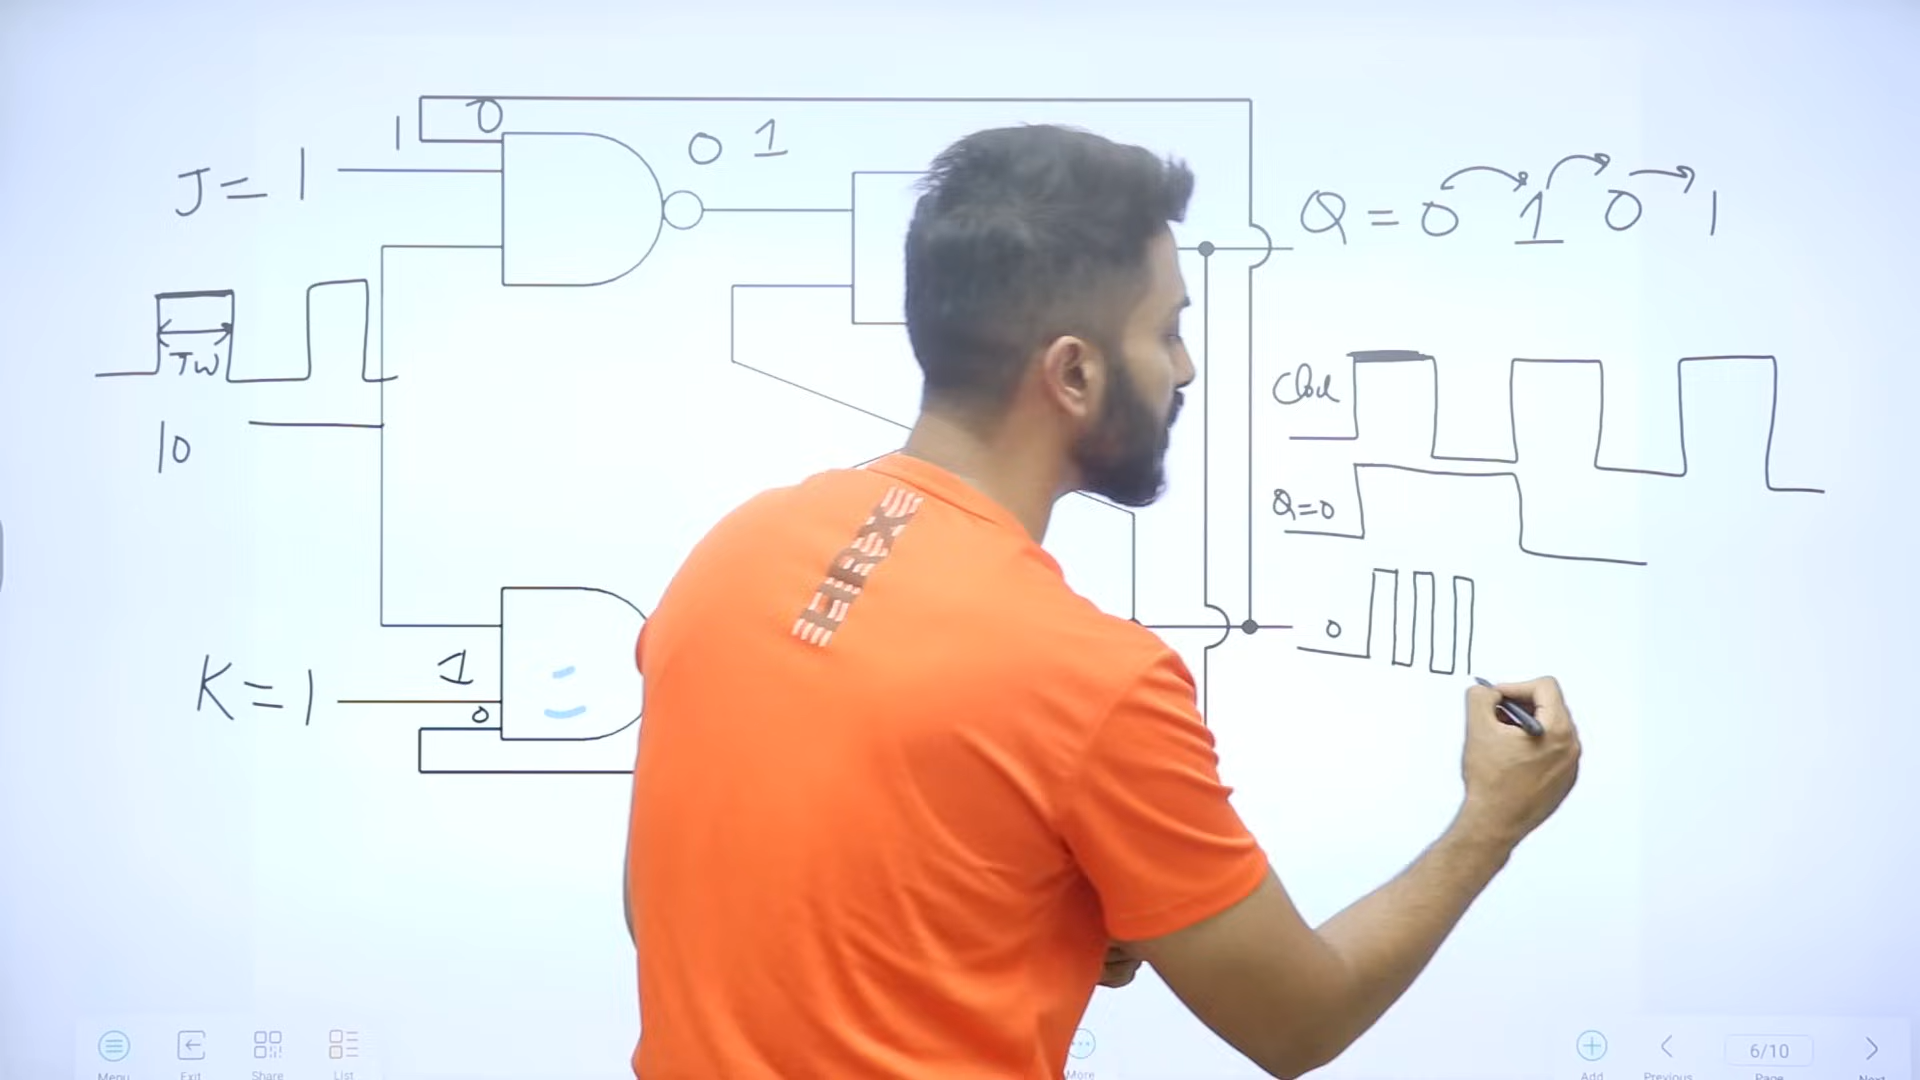 1 0
0 1
J = 1
Q = 0 1 0 1
TW
Clock
10
Q=0
0
K = 1
1
0
Menu
Exit
Share
List
More
Add
Previous
6/10
Page
Next